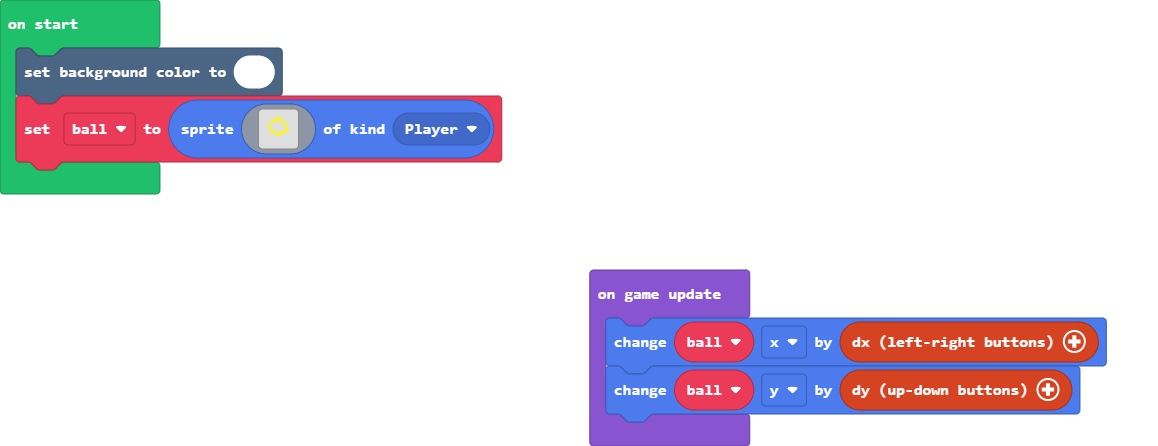 on start
set background color to
set ball to sprite of kind Player
on game update
change ball x by dx (left-right buttons)
change ball y by dy (up-down buttons)